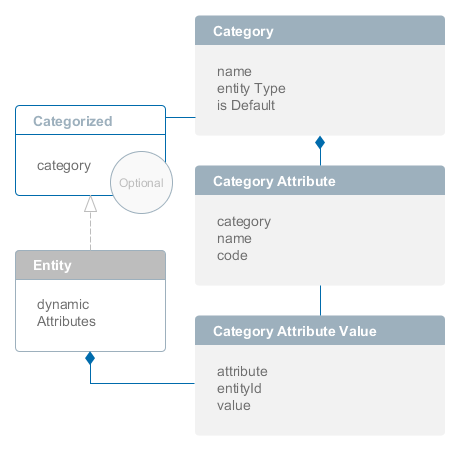 Category
name
entity Type
is Default
Categorized
category
Optional
Category Attribute
category
name
code
Entity
dynamic
Attributes
Category Attribute Value
attribute
entityId
value